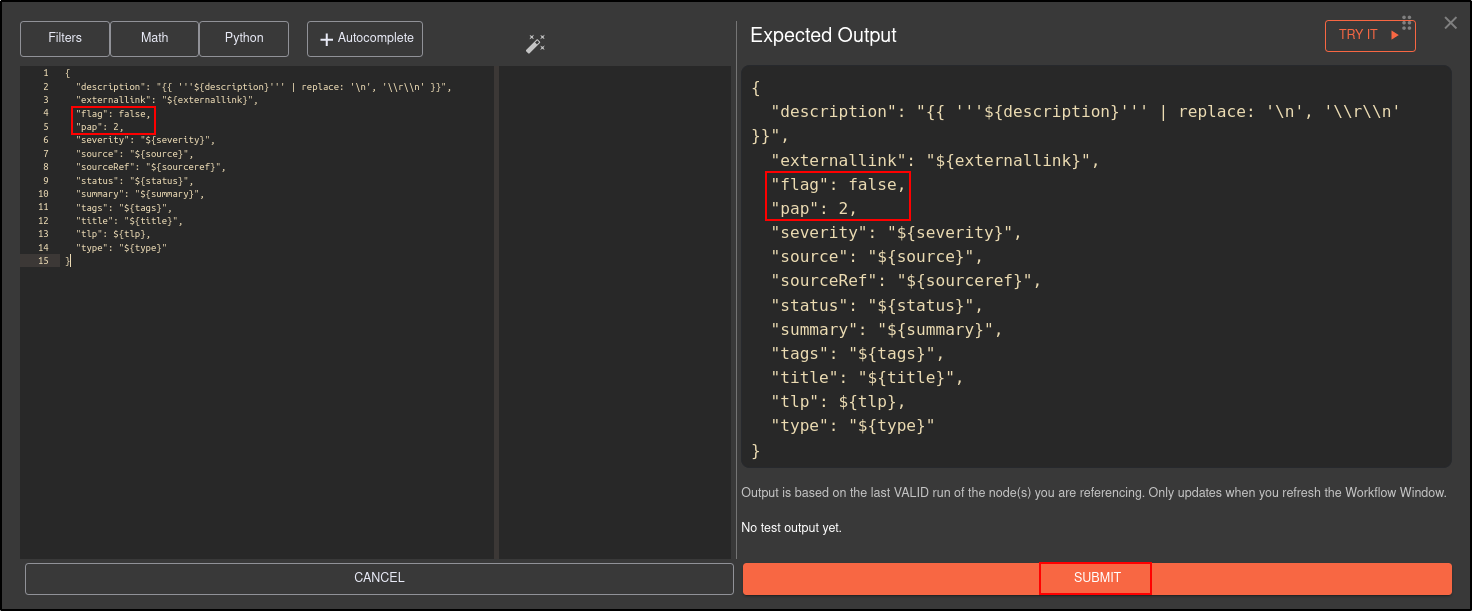 Filters Math Python + Autocomplete
1 {
2 "description": "{{ '''${description}''' | replace: '\n', '\\r\\n' }}",
3 "externallink": "${externallink}",
4 "flag": false,
5 "pap": 2,
6 "severity": "${severity}",
7 "source": "${source}",
8 "sourceRef": "${sourceref}",
9 "status": "${status}",
10 "summary": "${summary}",
11 "tags": "${tags}",
12 "title": "${title}",
13 "tlp": ${tlp},
14 "type": "${type}"
15 }
CANCEL
Expected Output
TRY IT
{
"description": "{{ '''${description}''' | replace: '\n', '\\r\\n'
}}",
"externallink": "${externallink}",
"flag": false,
"pap": 2,
"severity": "${severity}",
"source": "${source}",
"sourceRef": "${sourceref}",
"status": "${status}",
"summary": "${summary}",
"tags": "${tags}",
"title": "${title}",
"tlp": ${tlp},
"type": "${type}"
}
Output is based on the last VALID run of the node(s) you are referencing. Only updates when you refresh the Workflow Window.
No test output yet.
SUBMIT